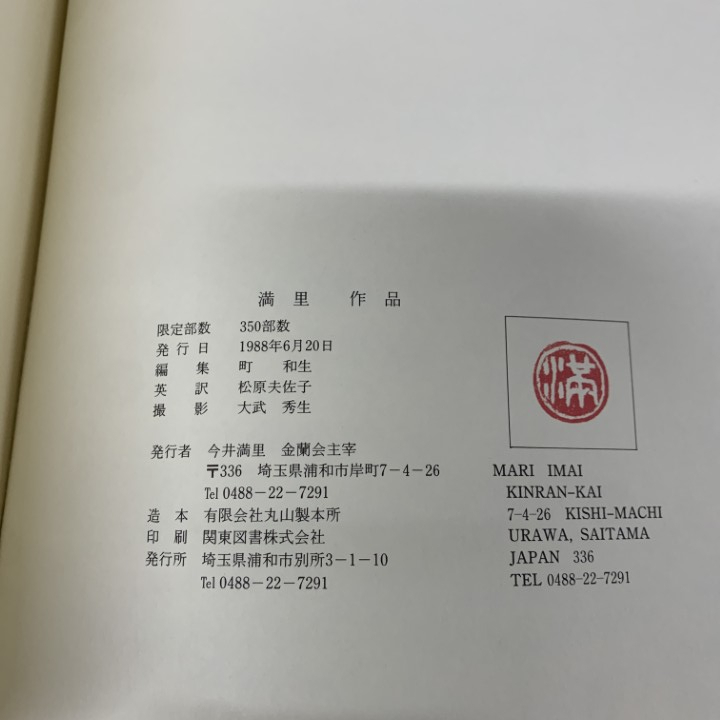 満里 作品
限定部数 350部数
発行日 1988年6月20日
編集 町 和生
英訳 松原夫佐子
撮影 大武 秀生
発行者 今井満里 金蘭会主宰
〒336 埼玉県浦和市岸町7-4-26
Tel 0488-22-7291
造本 有限会社丸山製本所
印刷 関東図書株式会社
発行所 埼玉県浦和市別所3-1-10
Tel 0488-22-7291
満
MARI IMAI
KINRAN-KAI
7-4-26 KISHI-MACHI
URAWA, SAITAMA
JAPAN 336
TEL 0488-22-7291